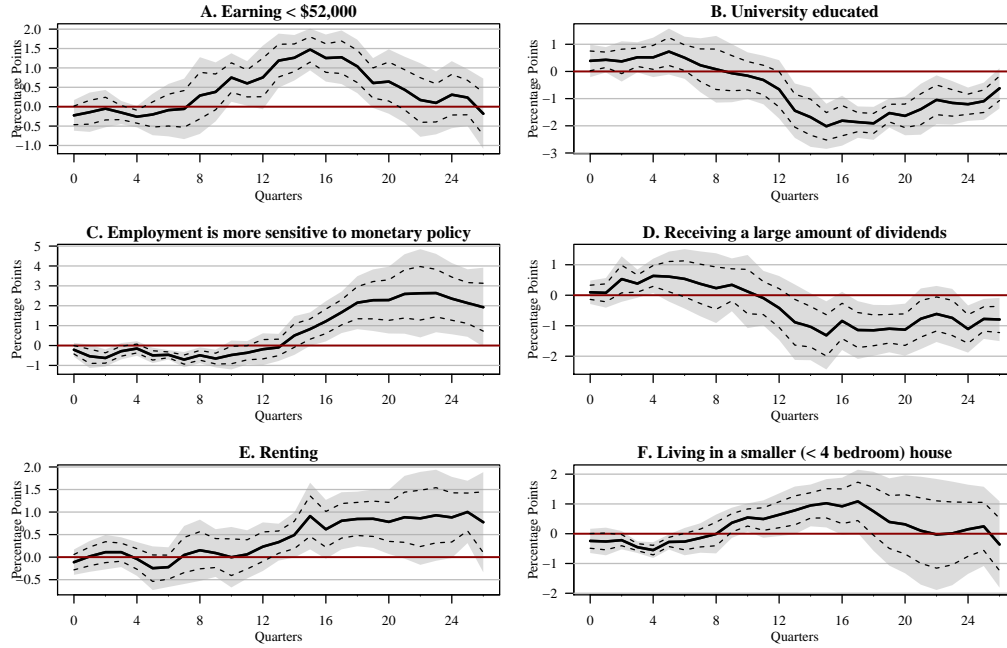 A. Earning < $52,000
Percentage Points
2.0
1.5
1.0
0.5
0.0
−0.5
−1.0
0 4 8 12 16 20 24
Quarters
B. University educated
Percentage Points
1
0
−1
−2
−3
0 4 8 12 16 20 24
Quarters
C. Employment is more sensitive to monetary policy
Percentage Points
5
4
3
2
1
0
−1
0 4 8 12 16 20 24
Quarters
D. Receiving a large amount of dividends
Percentage Points
1
0
−1
−2
0 4 8 12 16 20 24
Quarters
E. Renting
Percentage Points
2.0
1.5
1.0
0.5
0.0
−0.5
0 4 8 12 16 20 24
Quarters
F. Living in a smaller (< 4 bedroom) house
Percentage Points
2
1
0
−1
−2
0 4 8 12 16 20 24
Quarters